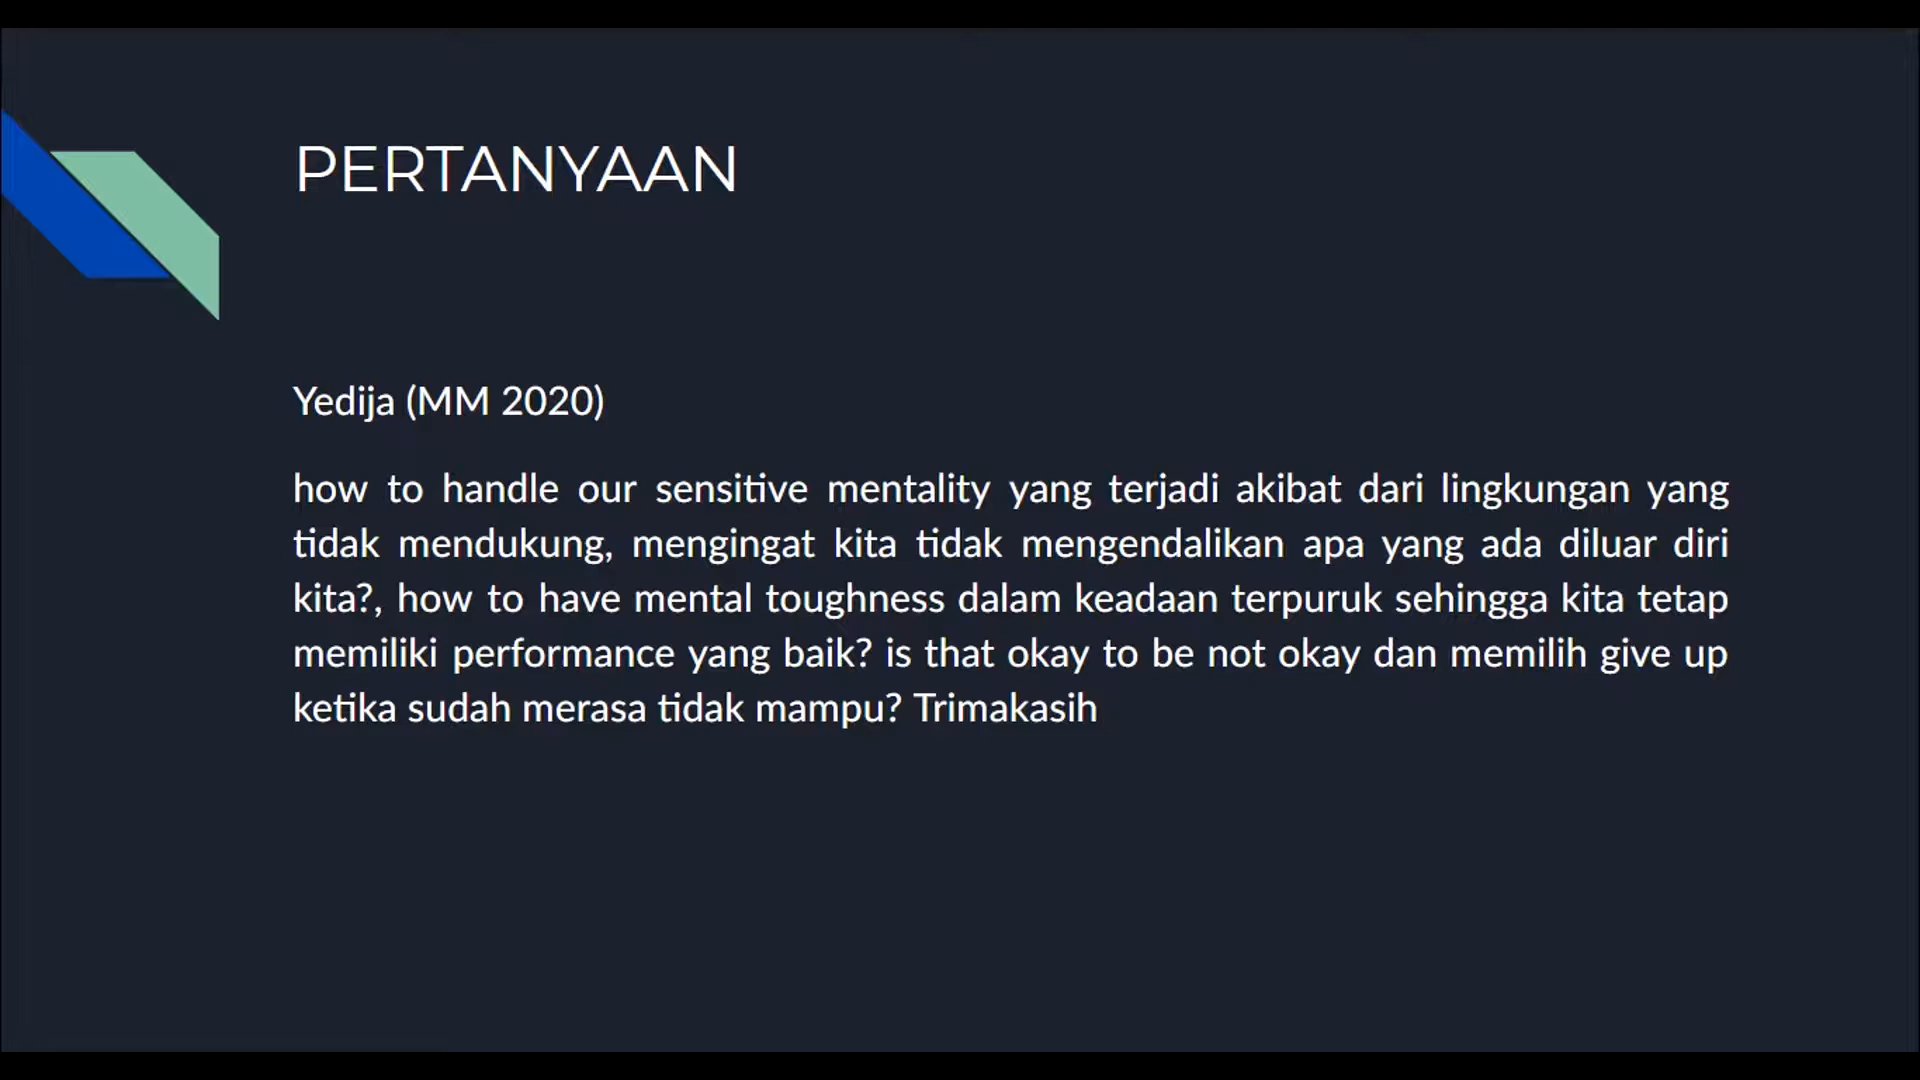 PERTANYAAN
Yedija (MM 2020)
how to handle our sensitive mentality yang terjadi akibat dari lingkungan yang
tidak mendukung, mengingat kita tidak mengendalikan apa yang ada diluar diri
kita?, how to have mental toughness dalam keadaan terpuruk sehingga kita tetap
memiliki performance yang baik? is that okay to be not okay dan memilih give up
ketika sudah merasa tidak mampu? Trimakasih